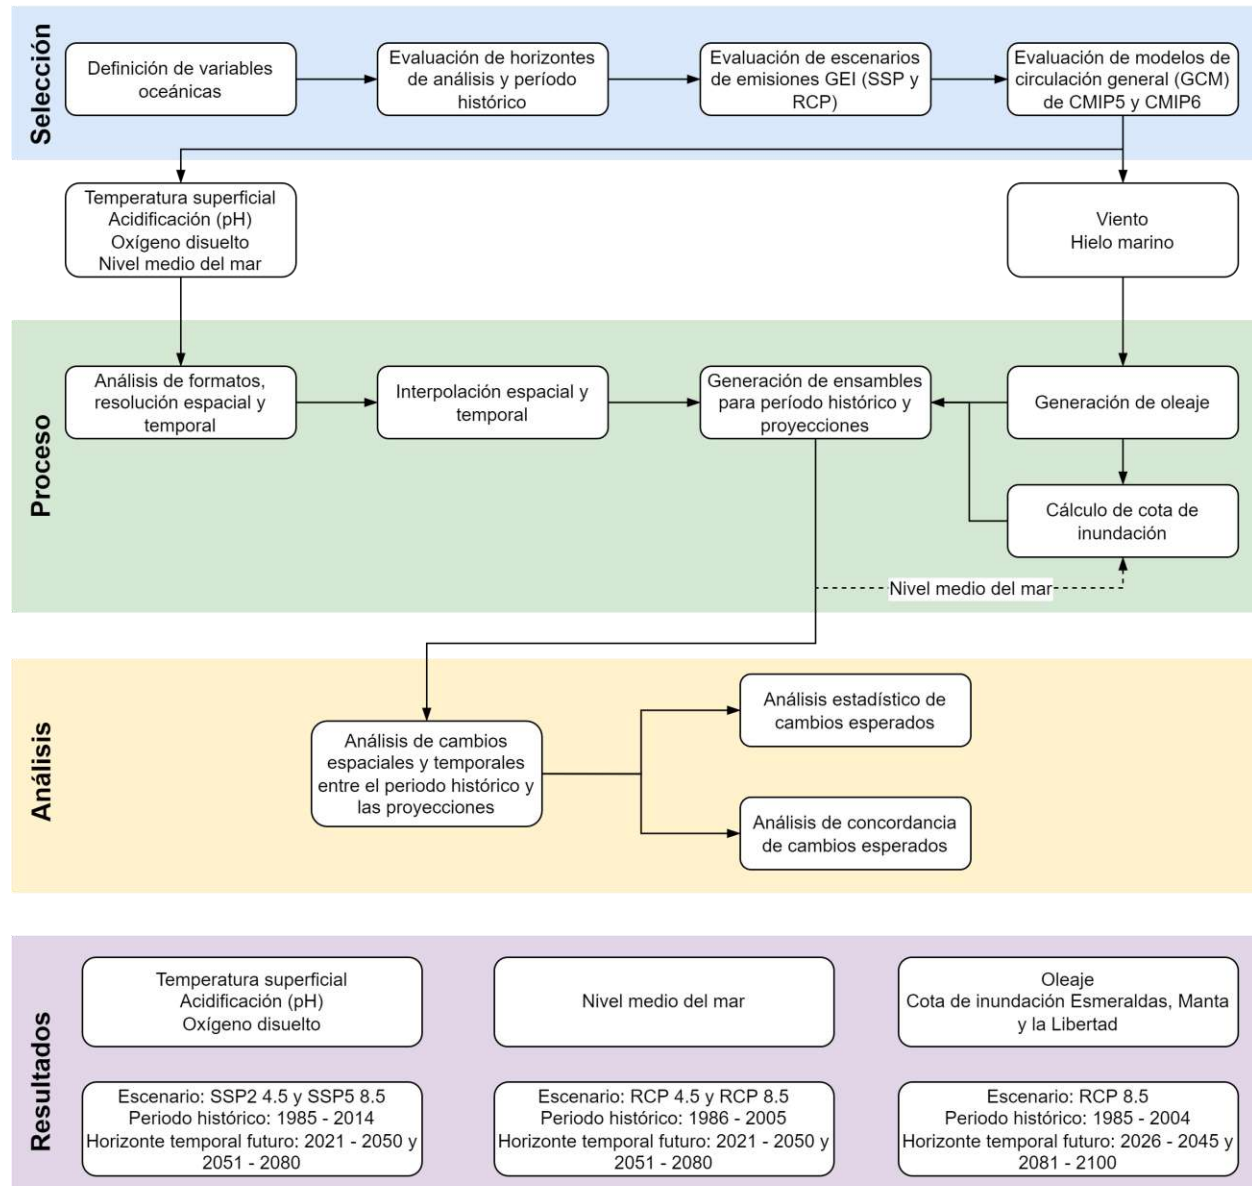 Selección
Definición de variables
oceánicas
Evaluación de horizontes
de análisis y período
histórico
Evaluación de escenarios
de emisiones GEI (SSP y
RCP)
Evaluación de modelos de
circulación general (GCM)
de CMIP5 y CMIP6
Temperatura superficial
Acidificación (pH)
Oxígeno disuelto
Nivel medio del mar
Viento
Hielo marino
Proceso
Análisis de formatos,
resolución espacial y
temporal
Interpolación espacial y
temporal
Generación de ensambles
para período histórico y
proyecciones
Generación de oleaje
Cálculo de cota de
inundación
Nivel medio del mar
Análisis
Análisis de cambios
espaciales y temporales
entre el periodo histórico y
las proyecciones
Análisis estadístico de
cambios esperados
Análisis de concordancia
de cambios esperados
Resultados
Temperatura superficial
Acidificación (pH)
Oxígeno disuelto
Nivel medio del mar
Oleaje
Cota de inundación Esmeraldas, Manta
y la Libertad
Escenario: SSP2 4.5 y SSP5 8.5
Periodo histórico: 1985 - 2014
Horizonte temporal futuro: 2021 - 2050 y
2051 - 2080
Escenario: RCP 4.5 y RCP 8.5
Periodo histórico: 1986 - 2005
Horizonte temporal futuro: 2021 - 2050 y
2051 - 2080
Escenario: RCP 8.5
Periodo histórico: 1985 - 2004
Horizonte temporal futuro: 2026 - 2045 y
2081 - 2100